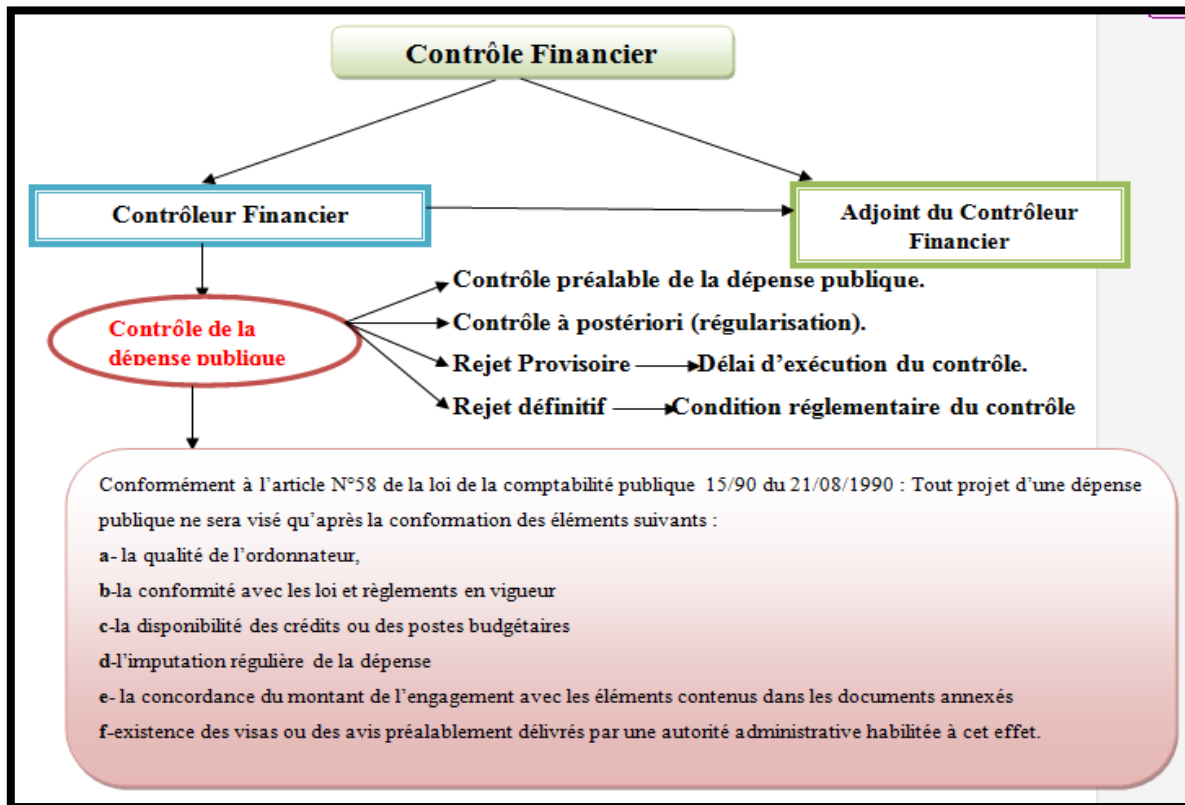 Contrôle Financier
Contrôleur Financier
Adjoint du Contrôleur
Financier
Contrôle de la
dépense publique
Contrôle préalable de la dépense publique.
Contrôle à postériori (régularisation).
Rejet Provisoire Délai d’exécution du contrôle.
Rejet définitif Condition réglementaire du contrôle
Conformément à l’article N°58 de la loi de la comptabilité publique 15/90 du 21/08/1990 : Tout projet d’une dépense
publique ne sera visé qu’après la conformation des éléments suivants :
a- la qualité de l’ordonnateur,
b-la conformité avec les loi et règlements en vigueur
c-la disponibilité des crédits ou des postes budgétaires
d-l’imputation régulière de la dépense
e- la concordance du montant de l’engagement avec les éléments contenus dans les documents annexés
f-existence des visas ou des avis préalablement délivrés par une autorité administrative habilitée à cet effet.